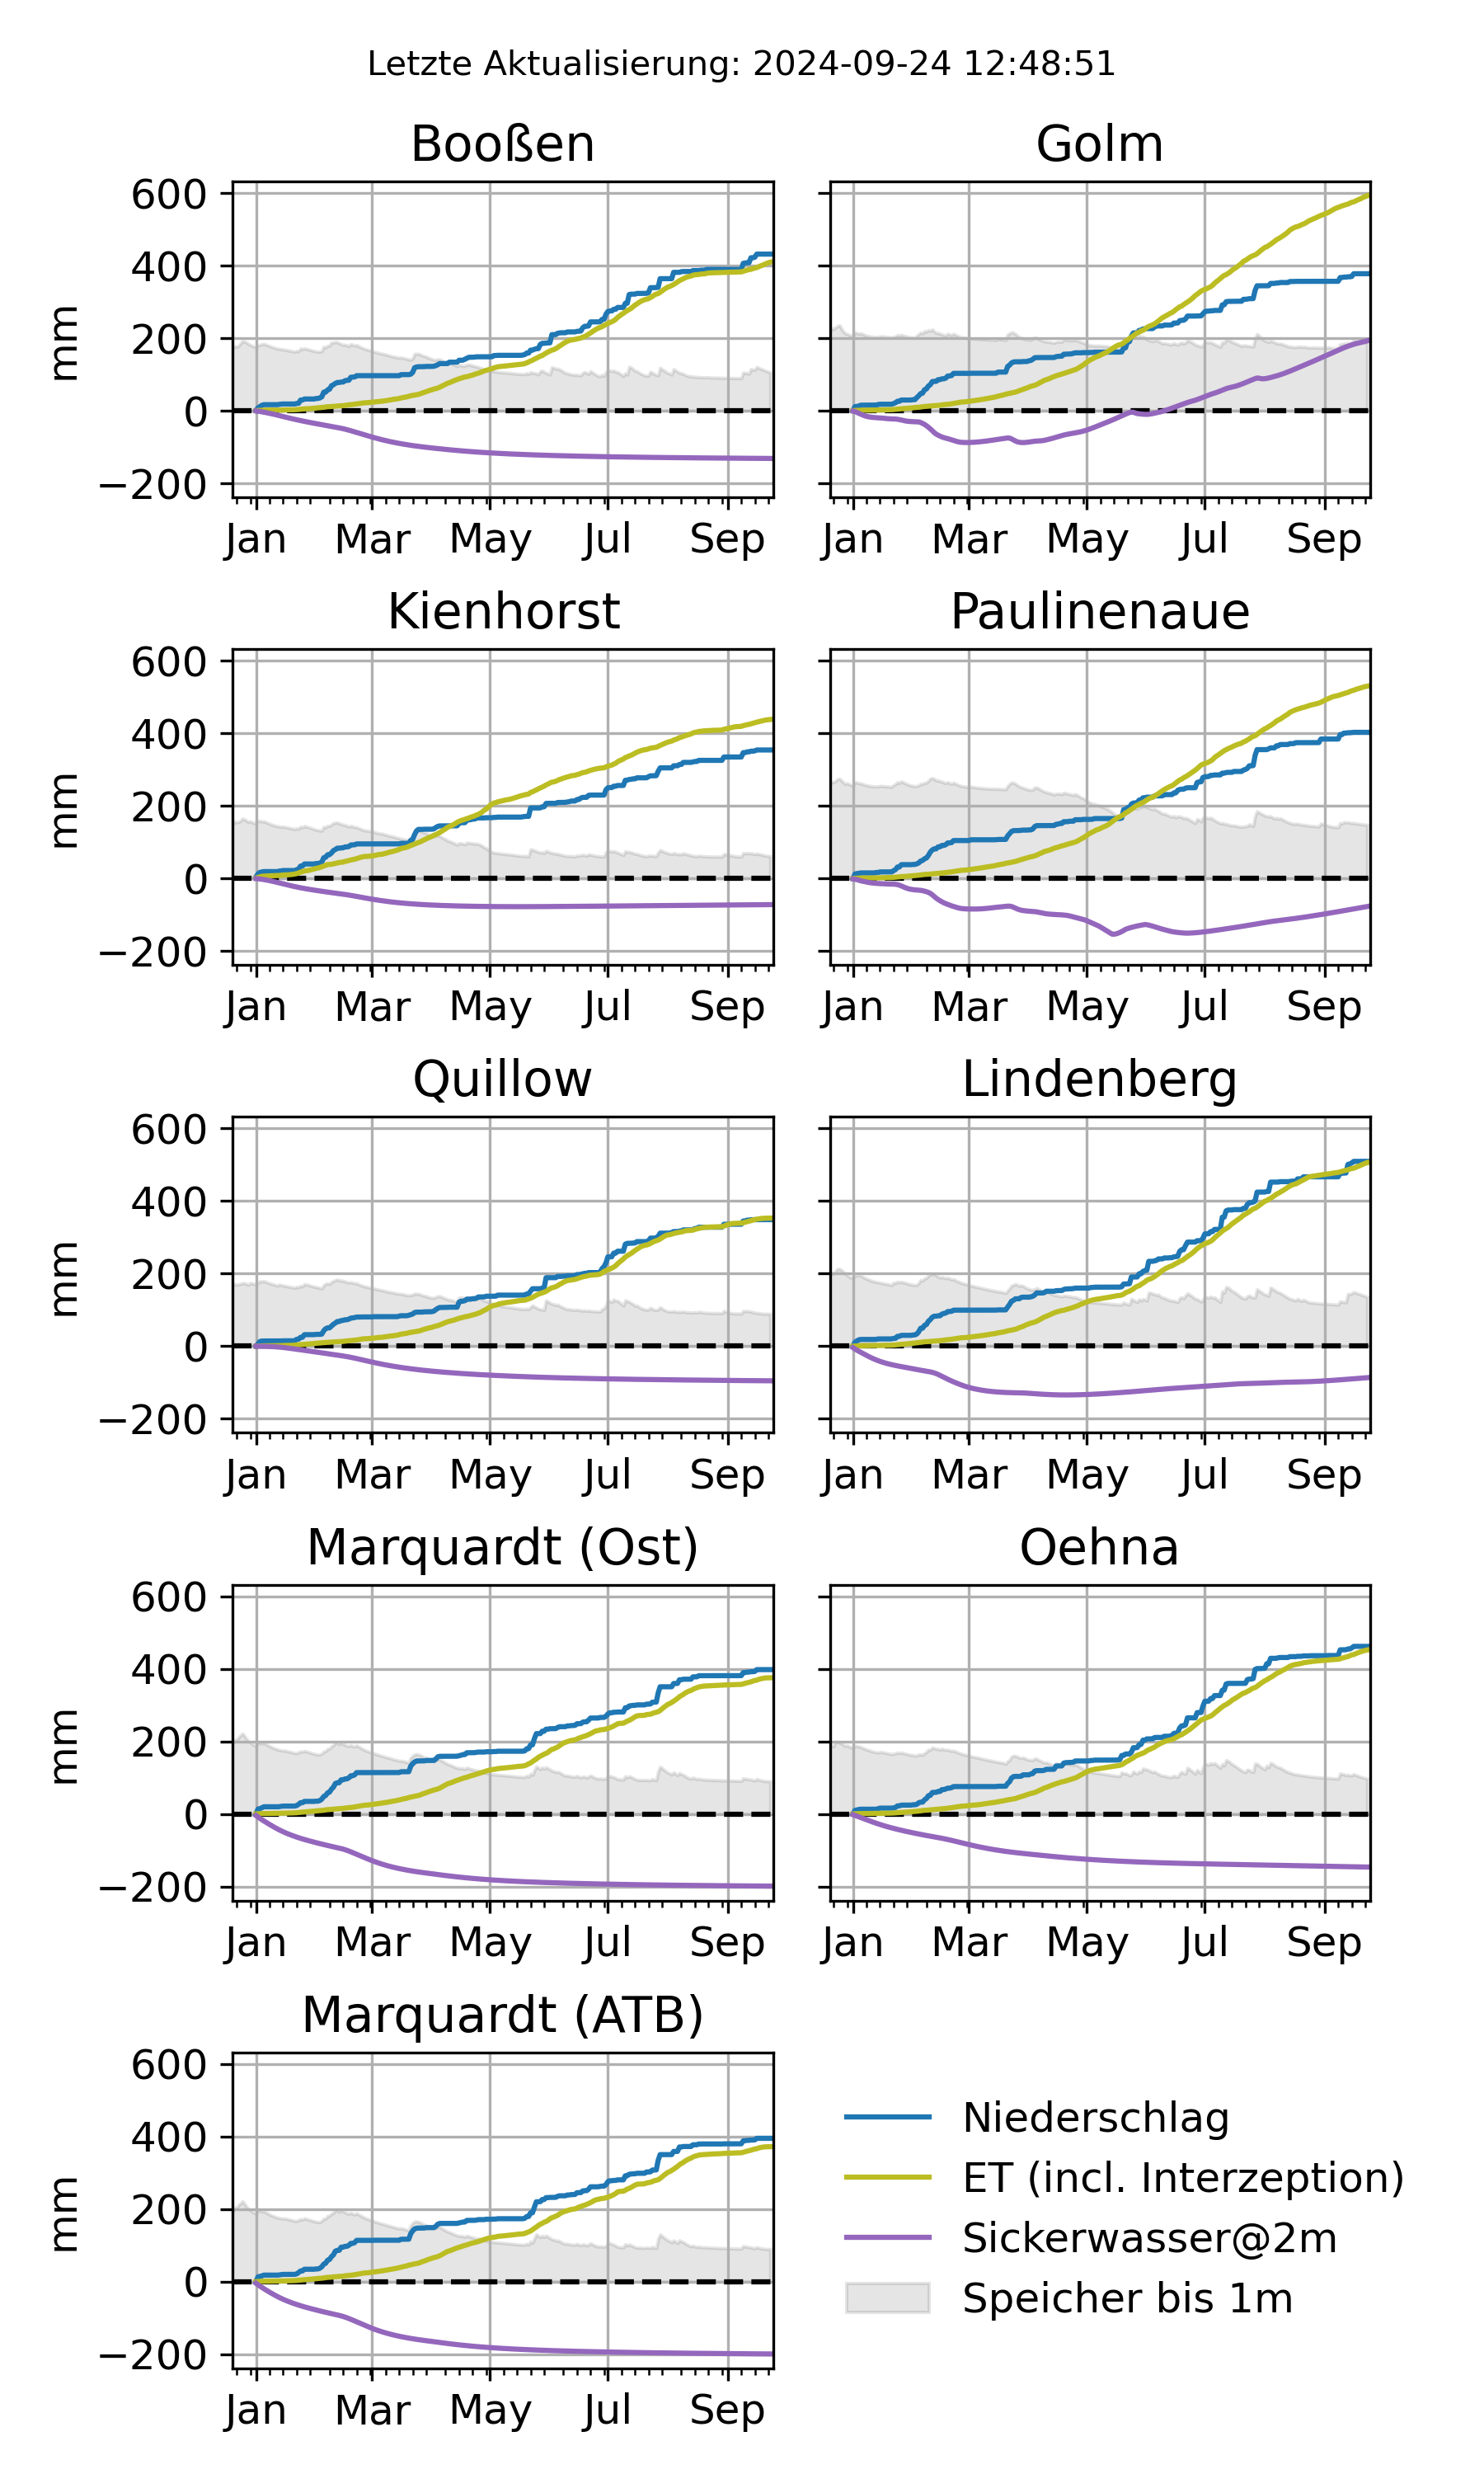 Letzte Aktualisierung: 2024-09-24 12:48:51
Booßen
Golm
600
400
200
0
−200
mm
Jan Mar May Jul Sep
Jan Mar May Jul Sep
Kienhorst
Paulinenaue
600
400
200
0
−200
mm
Jan Mar May Jul Sep
Jan Mar May Jul Sep
Quillow
Lindenberg
600
400
200
0
−200
mm
Jan Mar May Jul Sep
Jan Mar May Jul Sep
Marquardt (Ost)
Oehna
600
400
200
0
−200
mm
Jan Mar May Jul Sep
Jan Mar May Jul Sep
Marquardt (ATB)
600
400
200
0
−200
mm
Jan Mar May Jul Sep
Niederschlag
ET (incl. Interzeption)
Sickerwasser@2m
Speicher bis 1m